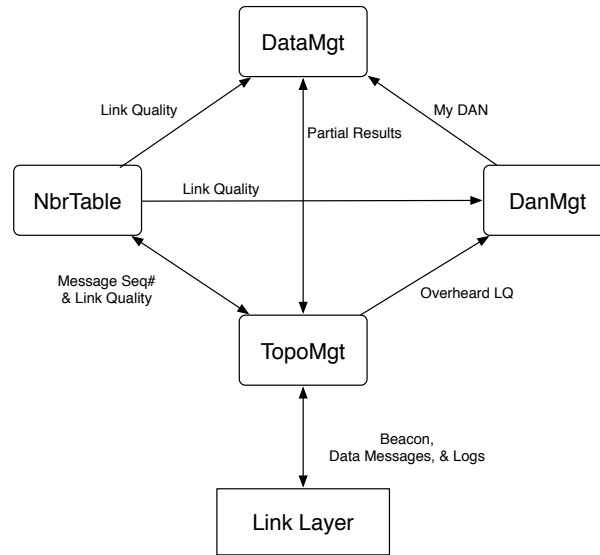 DataMgt
Link Quality
My DAN
Partial Results
NbrTable
Link Quality
DanMgt
Message Seq#
& Link Quality
Overheard LQ
TopoMgt
Beacon,
Data Messages, & Logs
Link Layer